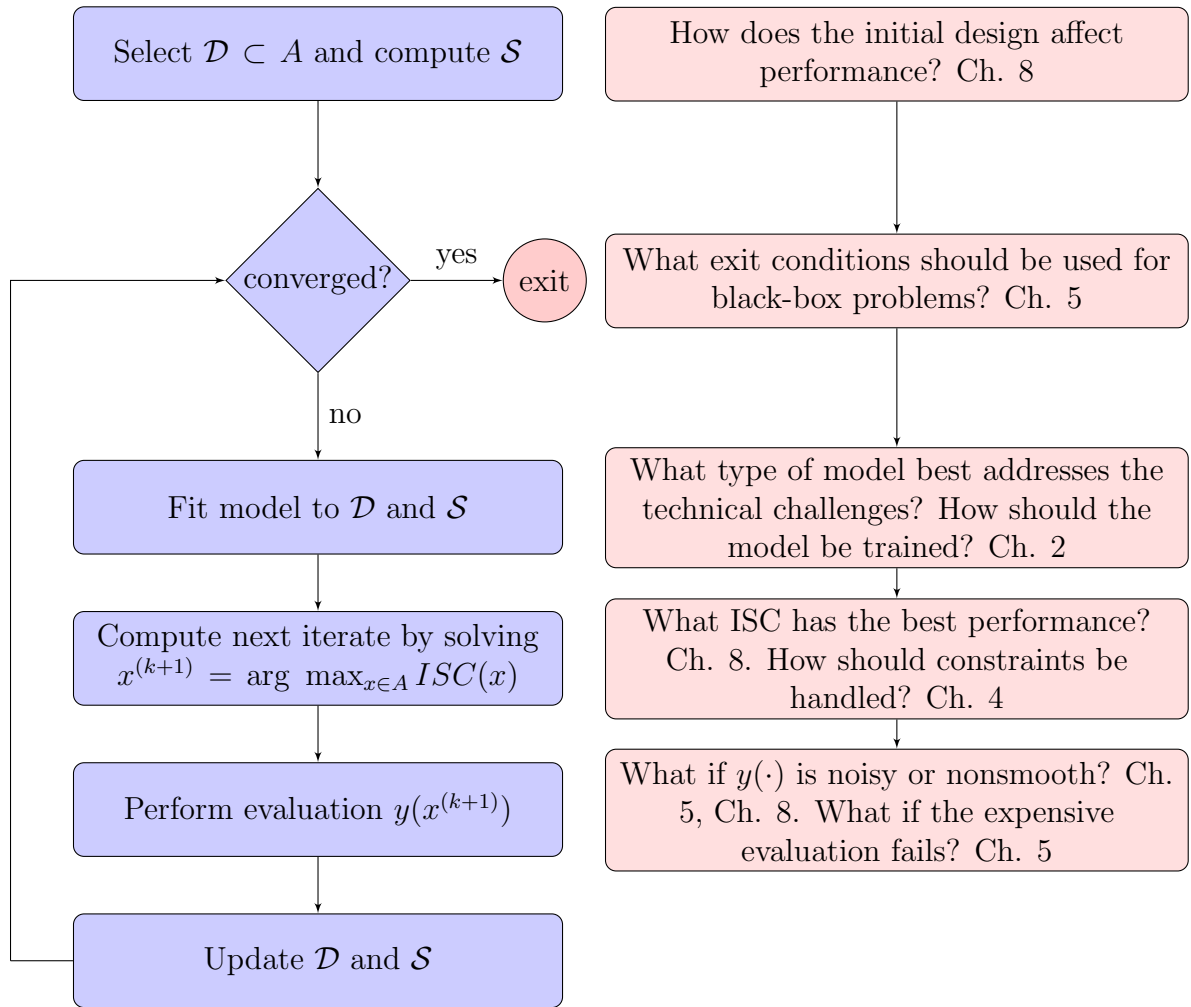 Select 𝒟 ⊂ A and compute 𝒮
converged?
yes
exit
no
Fit model to 𝒟 and 𝒮
Compute next iterate by solving
x^(k+1) = arg max_{x∈A} ISC(x)
Perform evaluation y(x^(k+1))
Update 𝒟 and 𝒮
How does the initial design affect
performance? Ch. 8
What exit conditions should be used for
black-box problems? Ch. 5
What type of model best addresses the
technical challenges? How should the
model be trained? Ch. 2
What ISC has the best performance?
Ch. 8. How should constraints be
handled? Ch. 4
What if y(·) is noisy or nonsmooth? Ch.
5, Ch. 8. What if the expensive
evaluation fails? Ch. 5